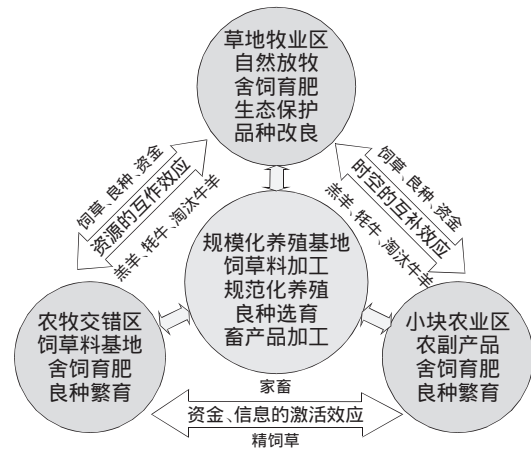 草地牧业区
自然放牧
舍饲育肥
生态保护
品种改良
饲草、良种、资金
资源的互作效应
羔羊、牦牛、淘汰牛羊
饲草、良种、资金
时空的互补效应
羔羊、牦牛、淘汰牛羊
规模化养殖基地
饲草料加工
规范化养殖
良种选育
畜产品加工
农牧交错区
饲草料基地
舍饲育肥
良种繁育
小块农业区
农副产品
舍饲育肥
良种繁育
家畜
资金、信息的激活效应
精饲草